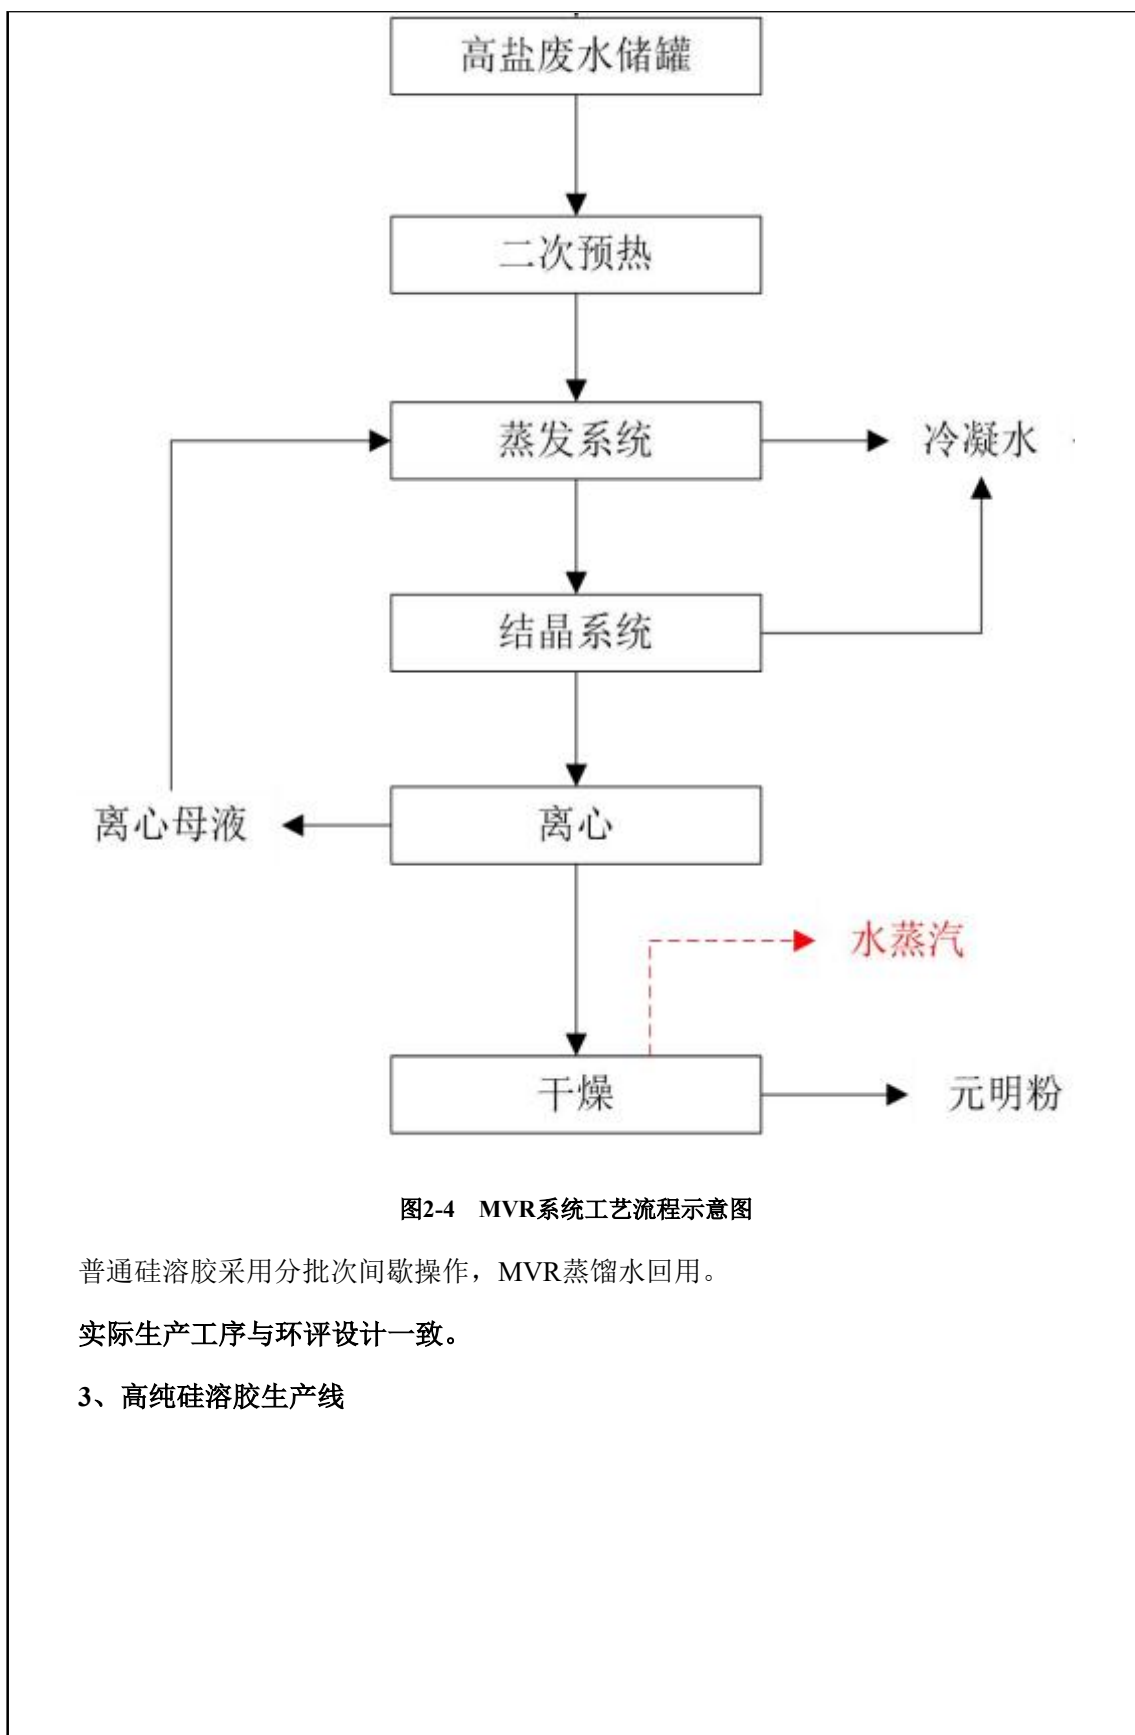 高盐废水储罐
二次预热
蒸发系统
冷凝水
结晶系统
离心母液
离心
水蒸汽
干燥
元明粉
图2-4 MVR系统工艺流程示意图
普通硅溶胶采用分批次间歇操作，MVR蒸馏水回用。
实际生产工序与环评设计一致。
3、高纯硅溶胶生产线